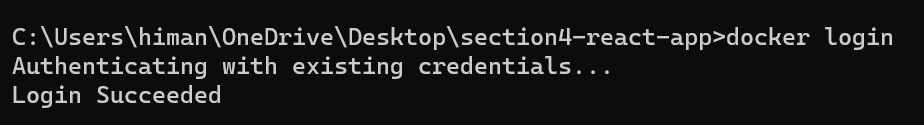 C:\Users\himan\OneDrive\Desktop\section4-react-app>docker login
Authenticating with existing credentials...
Login Succeeded